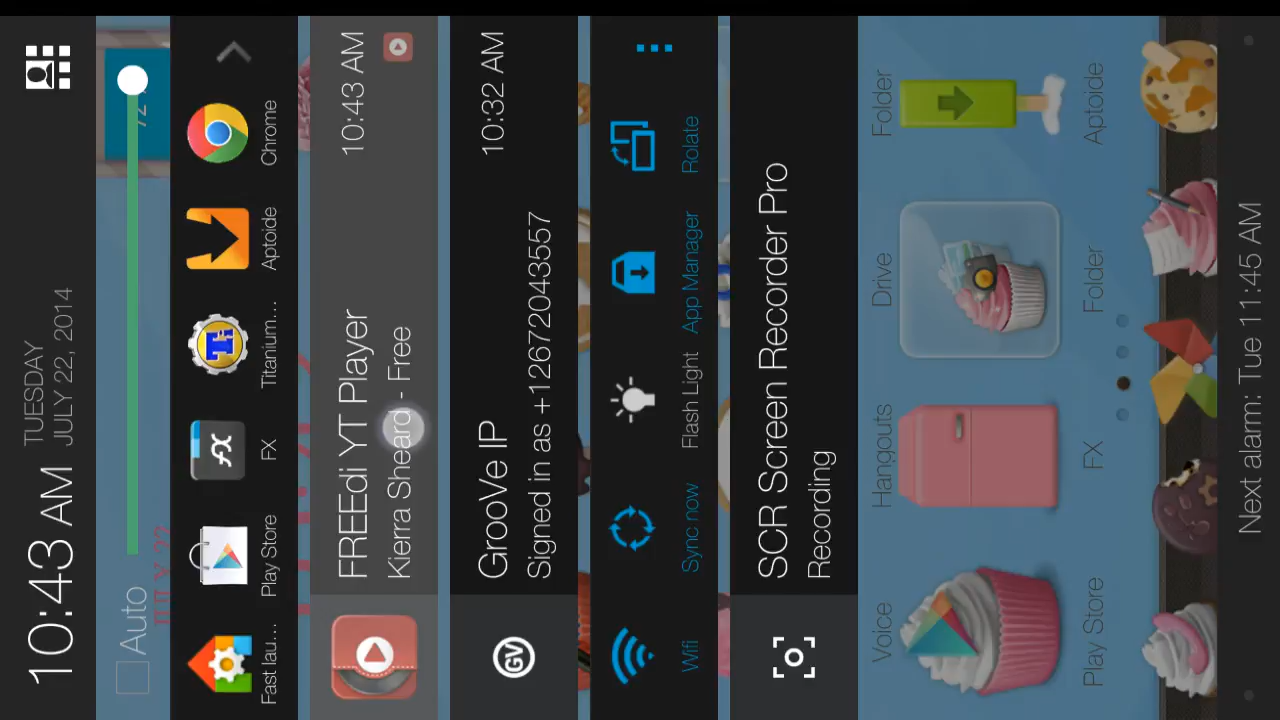 10:43 AM
TUESDAY
JULY 22, 2014
Auto
Fast lau...
Play Store
FX
Titanium...
Aptoide
Chrome
FREEdi YT Player
10:43 AM
Kierra Sheard - Free
GrooVe IP
10:32 AM
Signed in as +12672043557
Wifi
Sync now
Flash Light
App Manager
Rolate
SCR Screen Recorder Pro
Recording
Voice
Hangouts
Drive
Folder
Play Store
FX
Folder
Aptoide
Next alarm: Tue 11:45 AM